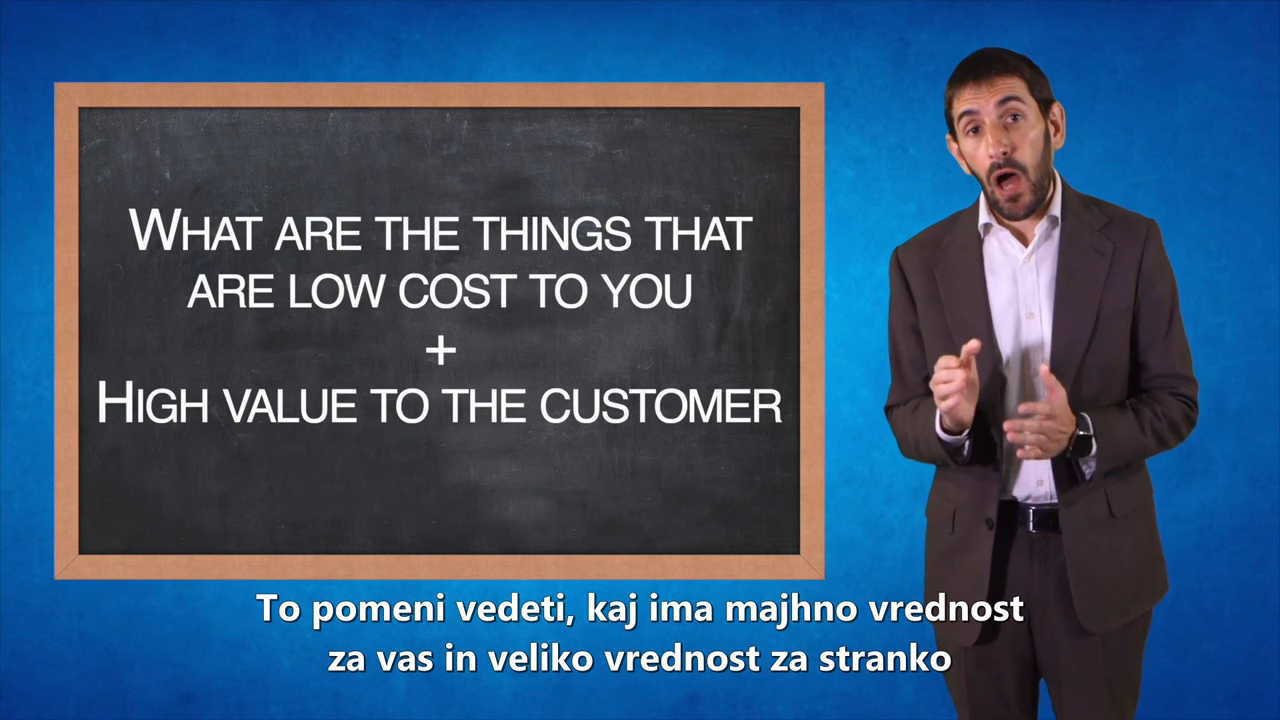 WHAT ARE THE THINGS THAT
ARE LOW COST TO YOU
+
HIGH VALUE TO THE CUSTOMER
To pomeni vedeti, kaj ima majhno vrednost
za vas in veliko vrednost za stranko